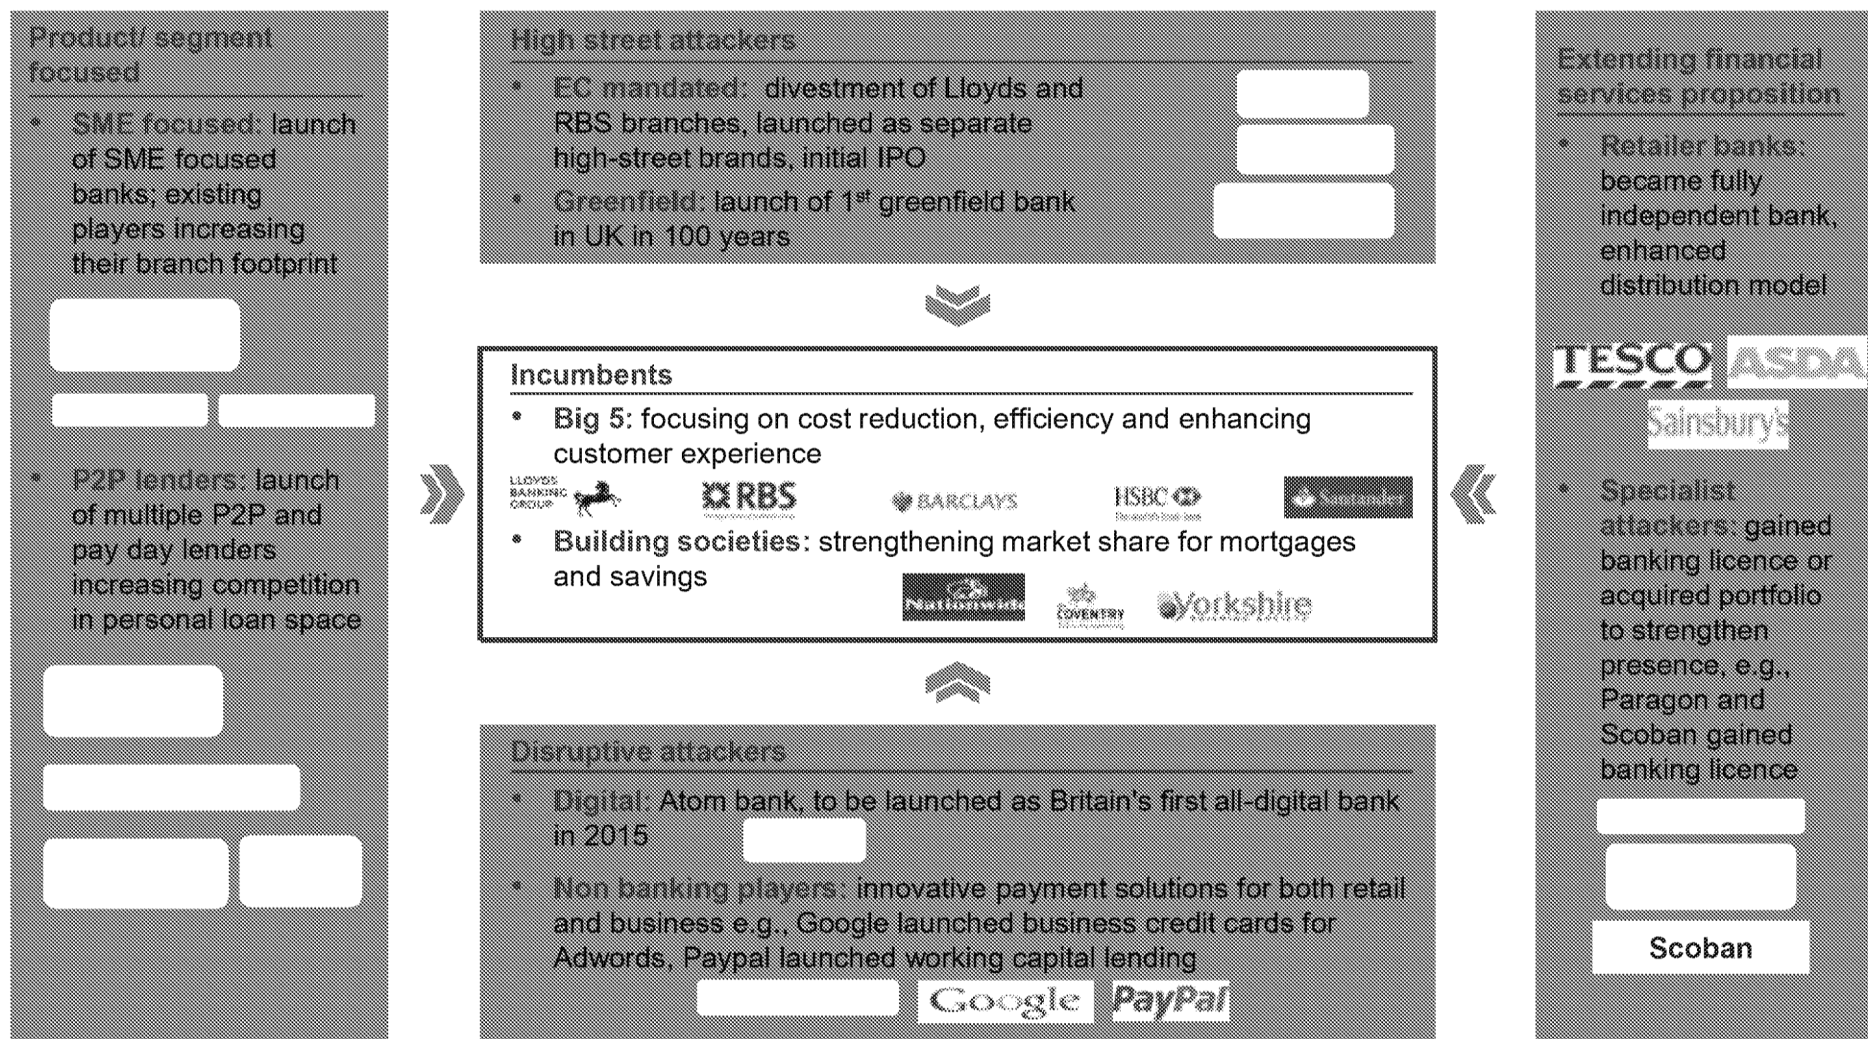 Product/ segment
focused
• SME focused: launch
of SME focused
banks; existing
players increasing
their branch footprint
• P2P lenders: launch
of multiple P2P and
pay day lenders
increasing competition
in personal loan space
High street attackers
• EC mandated: divestment of Lloyds and
RBS branches, launched as separate
high-street brands, initial IPO
• Greenfield: launch of 1st greenfield bank
in UK in 100 years
Incumbents
• Big 5: focusing on cost reduction, efficiency and enhancing
customer experience
LLOYDS
BANKING
GROUP
RBS
BARCLAYS
HSBC
Santander
• Building societies: strengthening market share for mortgages
and savings
Nationwide
COVENTRY
Yorkshire
Disruptive attackers
• Digital: Atom bank, to be launched as Britain's first all-digital bank
in 2015
• Non banking players: innovative payment solutions for both retail
and business e.g., Google launched business credit cards for
Adwords, Paypal launched working capital lending
Google
PayPal
Extending financial
services proposition
• Retailer banks:
became fully
independent bank,
enhanced
distribution model
TESCO
ASDA
Sainsbury's
• Specialist
attackers: gained
banking licence or
acquired portfolio
to strengthen
presence, e.g.,
Paragon and
Scoban gained
banking licence
Scoban